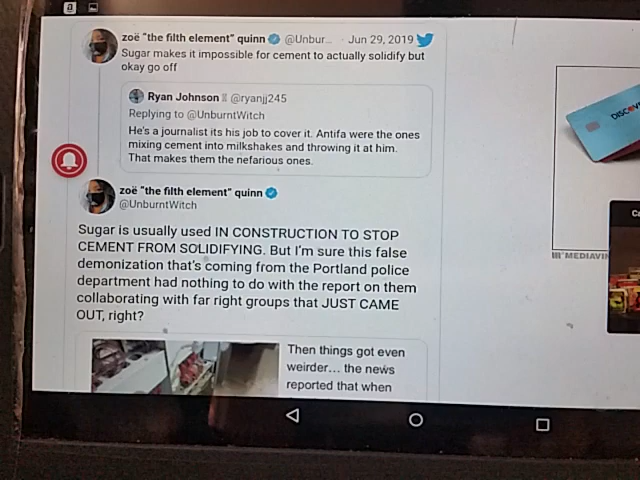 zoë "the filth element" quinn @Unbur... · Jun 29, 2019
Sugar makes it impossible for cement to actually solidify but
okay go off
Ryan Johnson @ryanjj245
Replying to @UnburntWitch
He's a journalist its his job to cover it. Antifa were the ones
mixing cement into milkshakes and throwing it at him.
That makes them the nefarious ones.
zoë "the filth element" quinn
@UnburntWitch
Sugar is usually used IN CONSTRUCTION TO STOP
CEMENT FROM SOLIDIFYING. But I'm sure this false
demonization that's coming from the Portland police
department had nothing to do with the report on them
collaborating with far right groups that JUST CAME
OUT, right?
Then things got even
weirder... the news
reported that when
DISCOVER
MEDIAVIN